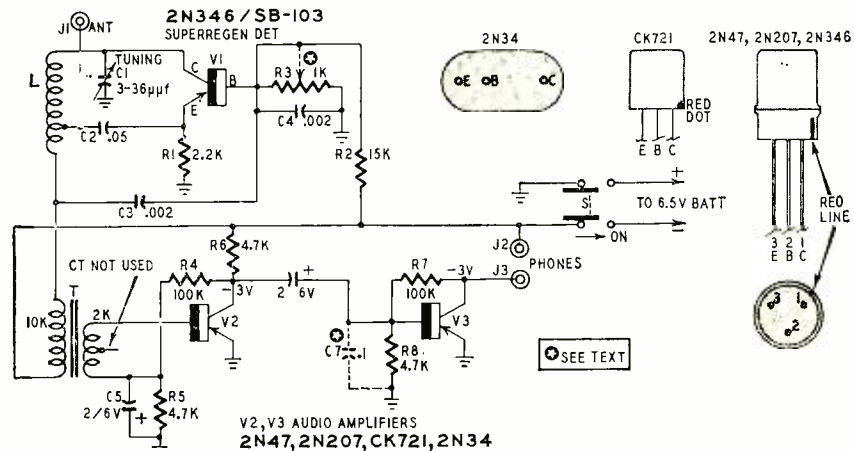 2N346/SB-103
SUPERREGEN DET
J1 ANT
L
TUNING
C1
3-36µµf
C
V1
B
E
R3 1K
C4 .002
C2 .05
R1 2.2K
R2 15K
C3 .002
R6 4.7K
R4
100K
-3V
2 6V
+
V2
CT NOT USED
T
10K
2K
C5
2/6V
+
R5
4.7K
R7
100K
-3V
V3
C7 .1
R8
4.7K
J2
J3
PHONES
S
ON
+
TO 6.5V BATT
-
2N34
E B C
CK721
RED
DOT
E B C
2N47, 2N207, 2N346
RED
LINE
3 2 1
E B C
3 1
2
SEE TEXT
V2, V3 AUDIO AMPLIFIERS
2N47, 2N207, CK721, 2N34